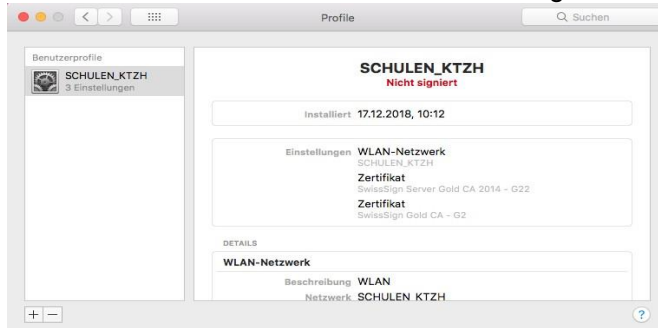 Profile
Suchen
Benutzerprofile
SCHULEN_KTZH
3 Einstellungen
SCHULEN_KTZH
Nicht signiert
Installiert 17.12.2018, 10:12
Einstellungen WLAN-Netzwerk
SCHULEN_KTZH
Zertifikat
SwissSign Server Gold CA 2014 - G22
Zertifikat
SwissSign Gold CA - G2
DETAILS
WLAN-Netzwerk
Beschreibung WLAN
Netzwerk SCHULEN_KTZH
+ −
?